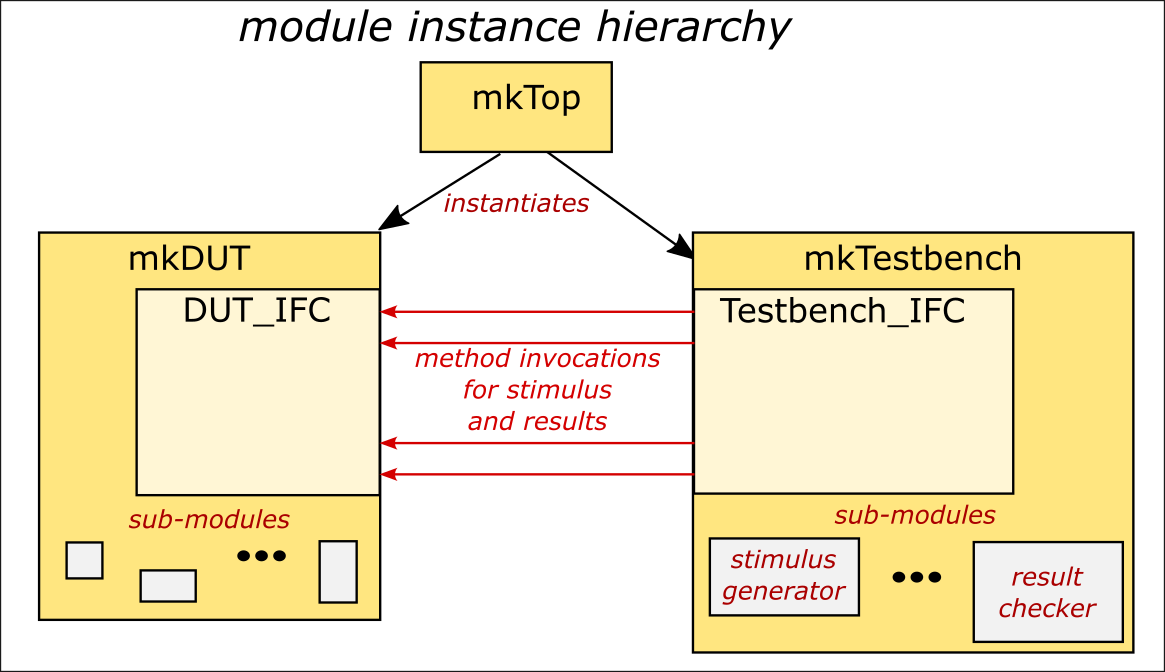 module instance hierarchy
mkTop
instantiates
mkDUT
DUT_IFC
method invocations
for stimulus
and results
mkTestbench
Testbench_IFC
sub-modules
sub-modules
stimulus
generator
result
checker